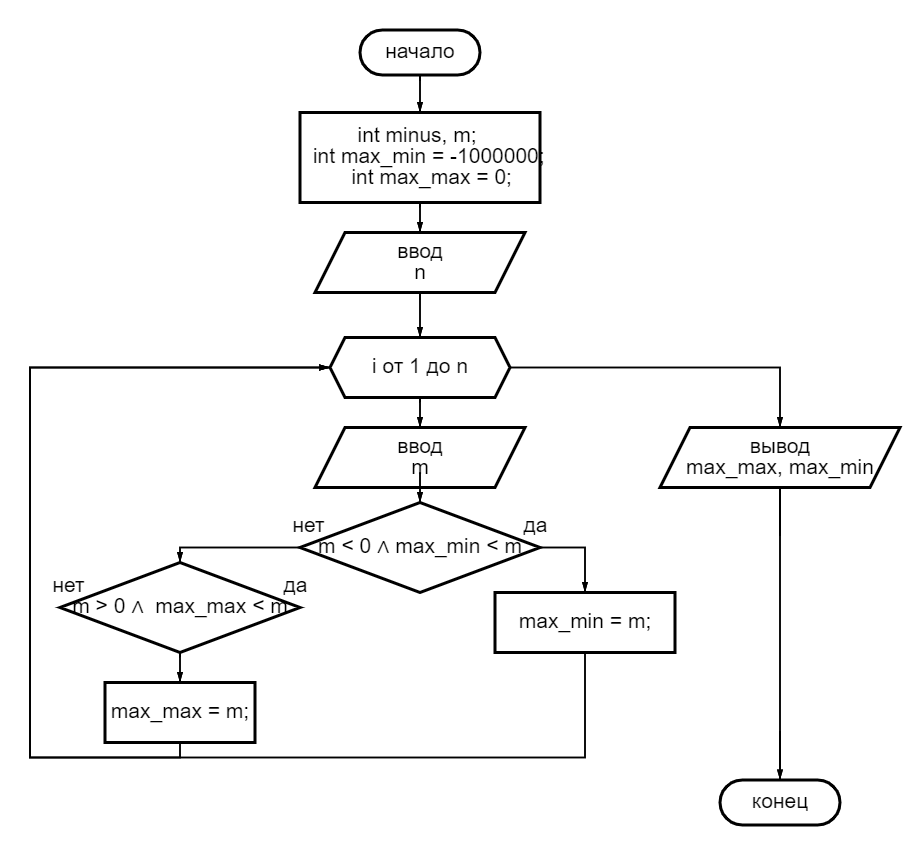 начало
int minus, m;
int max_min = -1000000;
int max_max = 0;
ввод
n
i от 1 до n
ввод
m
вывод
max_max, max_min
нет
да
m < 0 ∧ max_min < m
нет
да
m > 0 ∧ max_max < m
max_min = m;
max_max = m;
конец